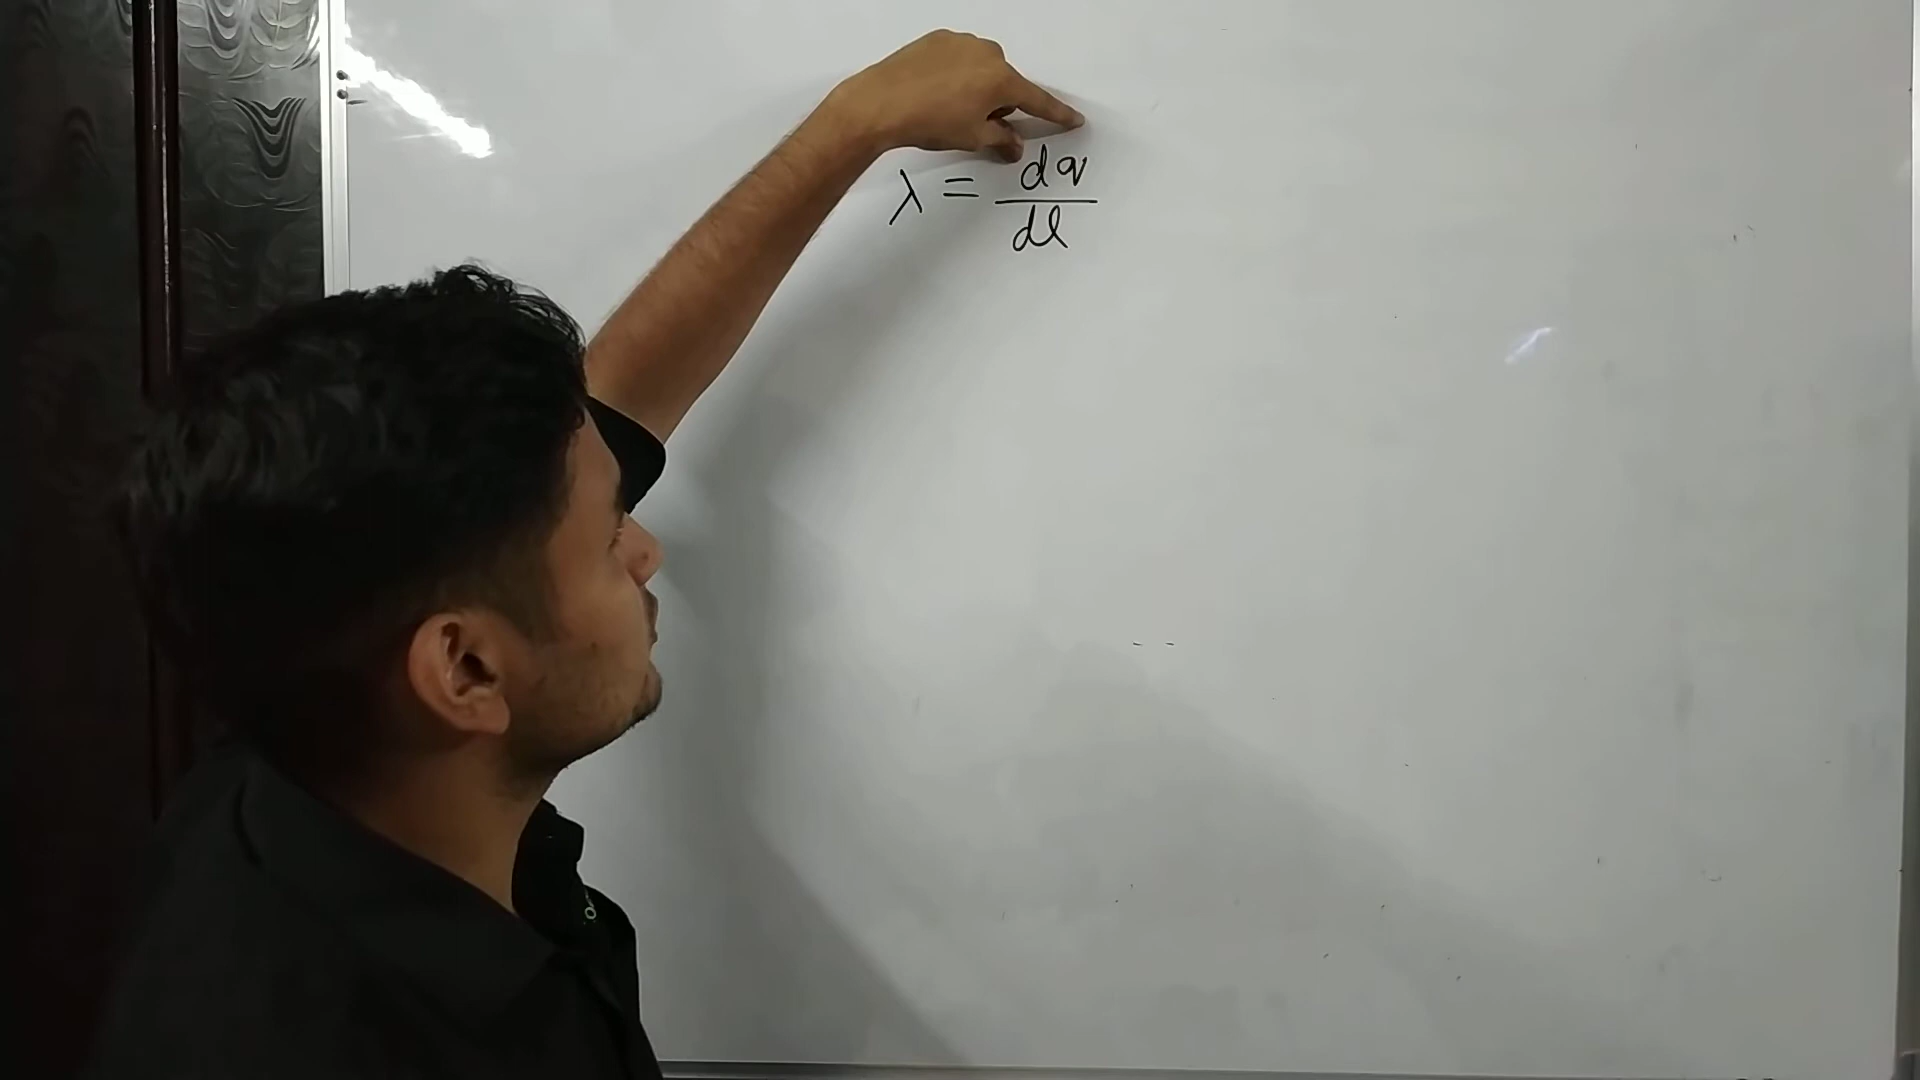 λ = dq/dl